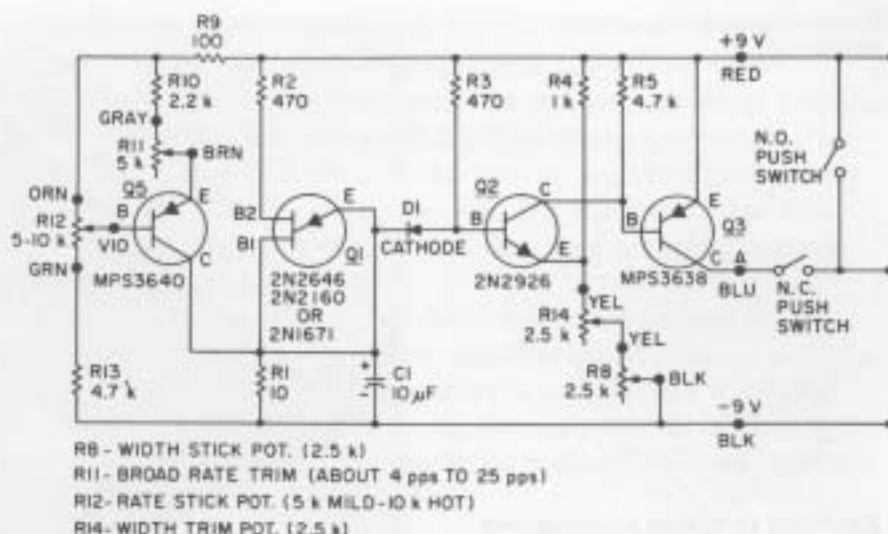 R9
100
+9 V
RED
R10
2.2 k
R2
470
R3
470
R4
1 k
R5
4.7 k
GRAY
R11
5 k
BRN
N.O.
PUSH
SWITCH
ORN
Q5
E
B
R12
5-10 k
VIO
GRN
C
MPS3640
B2
B1
E
Q1
2N2646
2N2160
OR
2N1671
D1
CATHODE
Q2
C
B
E
2N2926
E
B
Q3
C
MPS3638
Δ
BLU
N.C.
PUSH
SWITCH
YEL
R14
2.5 k
YEL
R8
2.5 k
BLK
R13
4.7 k
R1
10
+
C1
10 µF
-
-9 V
BLK
R8 - WIDTH STICK POT. (2.5 k)
R11 - BROAD RATE TRIM (ABOUT 4 pps TO 25 pps)
R12 - RATE STICK POT. (5 k MILD - 10 k HOT)
R14 - WIDTH TRIM POT. (2.5 k)